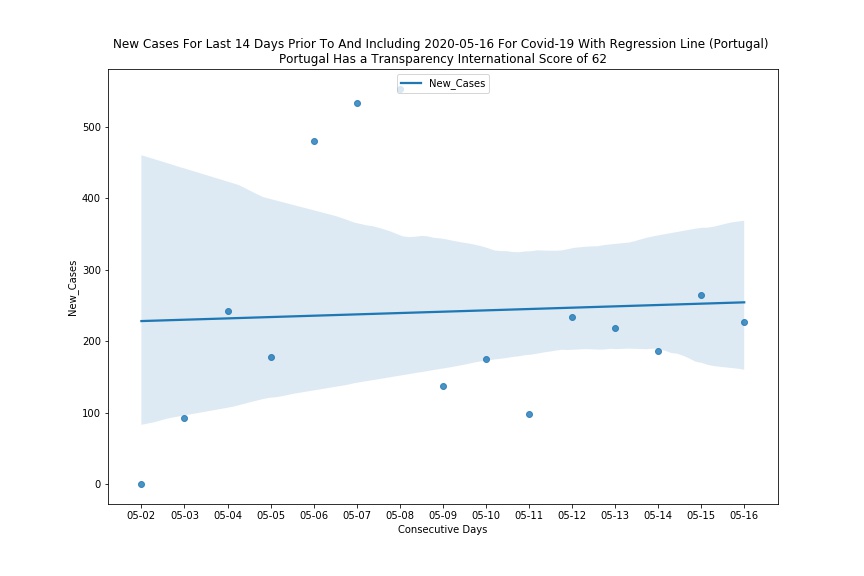 New Cases For Last 14 Days Prior To And Including 2020-05-16 For Covid-19 With Regression Line (Portugal)
Portugal Has a Transparency International Score of 62
New_Cases
500
400
300
200
100
0
New_Cases
05-02 05-03 05-04 05-05 05-06 05-07 05-08 05-09 05-10 05-11 05-12 05-13 05-14 05-15 05-16
Consecutive Days